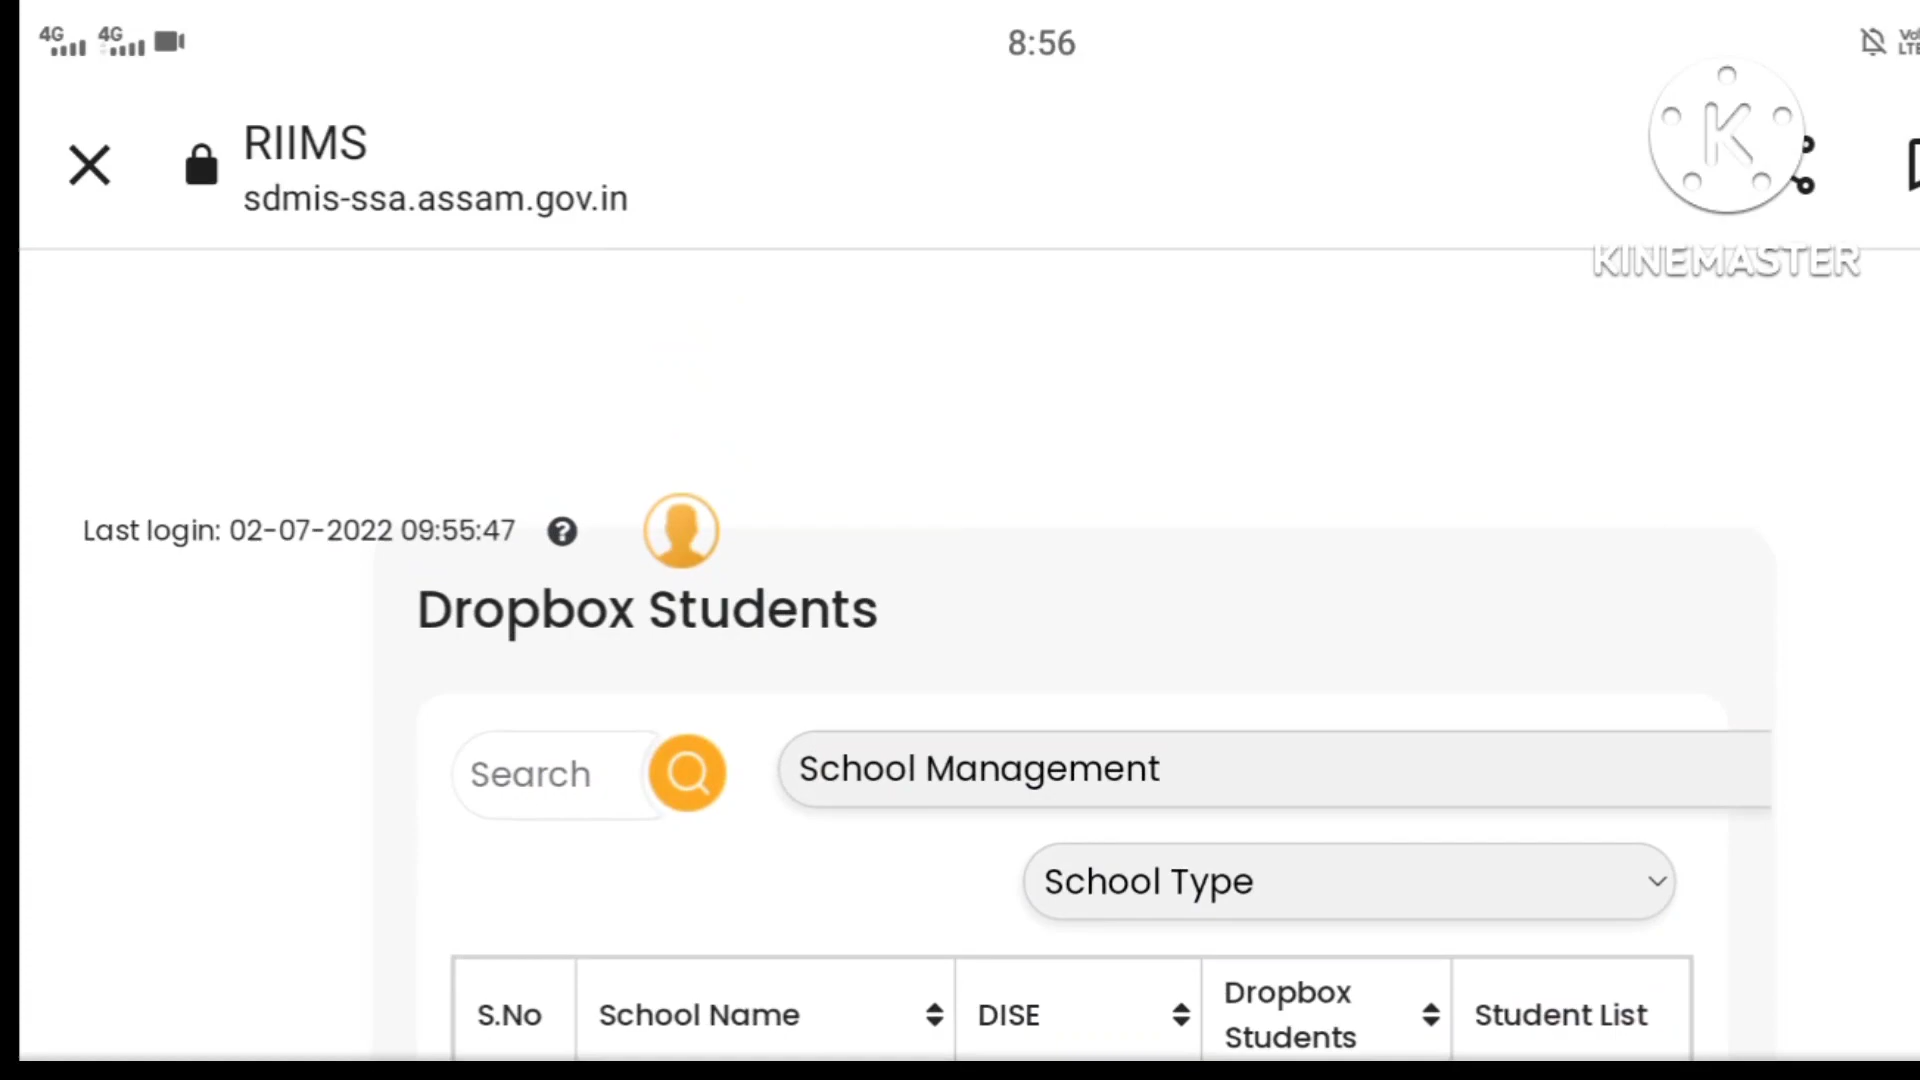 4G 4G 8:56
RIIMS
sdmis-ssa.assam.gov.in
K
KINEMASTER
Last login: 02-07-2022 09:55:47 ?
Dropbox Students
Search School Management
School Type
S.No School Name DISE Dropbox Students Student List